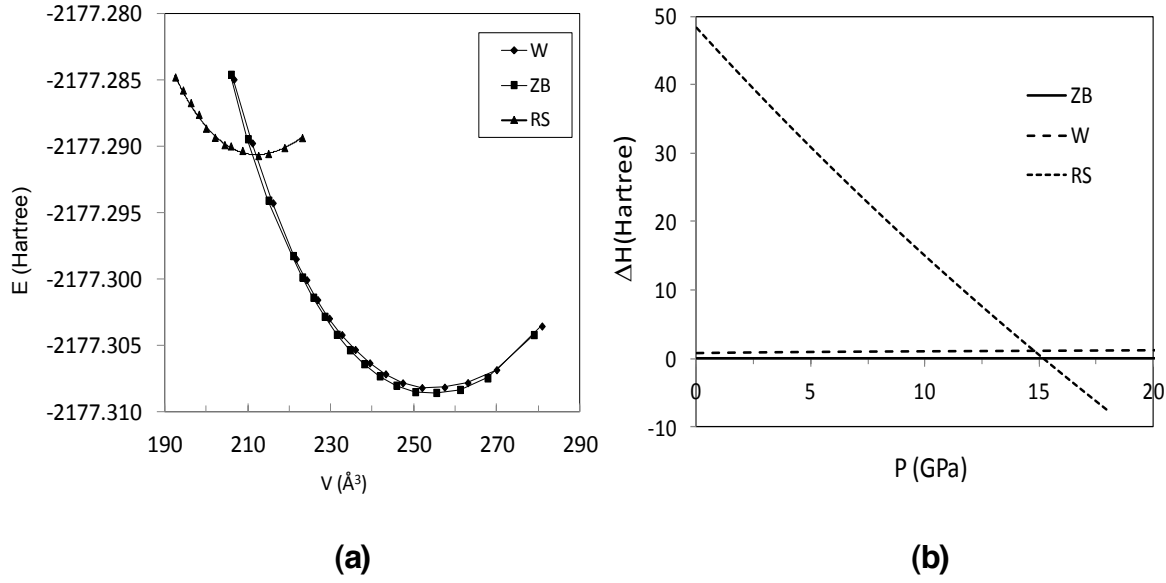 -2177.280
-2177.285
-2177.290
-2177.295
-2177.300
-2177.305
-2177.310
E (Hartree)
190
210
230
250
270
290
V (Å³)
W
ZB
RS
(a)
50
40
30
20
10
0
-10
ΔH(Hartree)
0
5
10
15
20
P (GPa)
ZB
W
RS
(b)